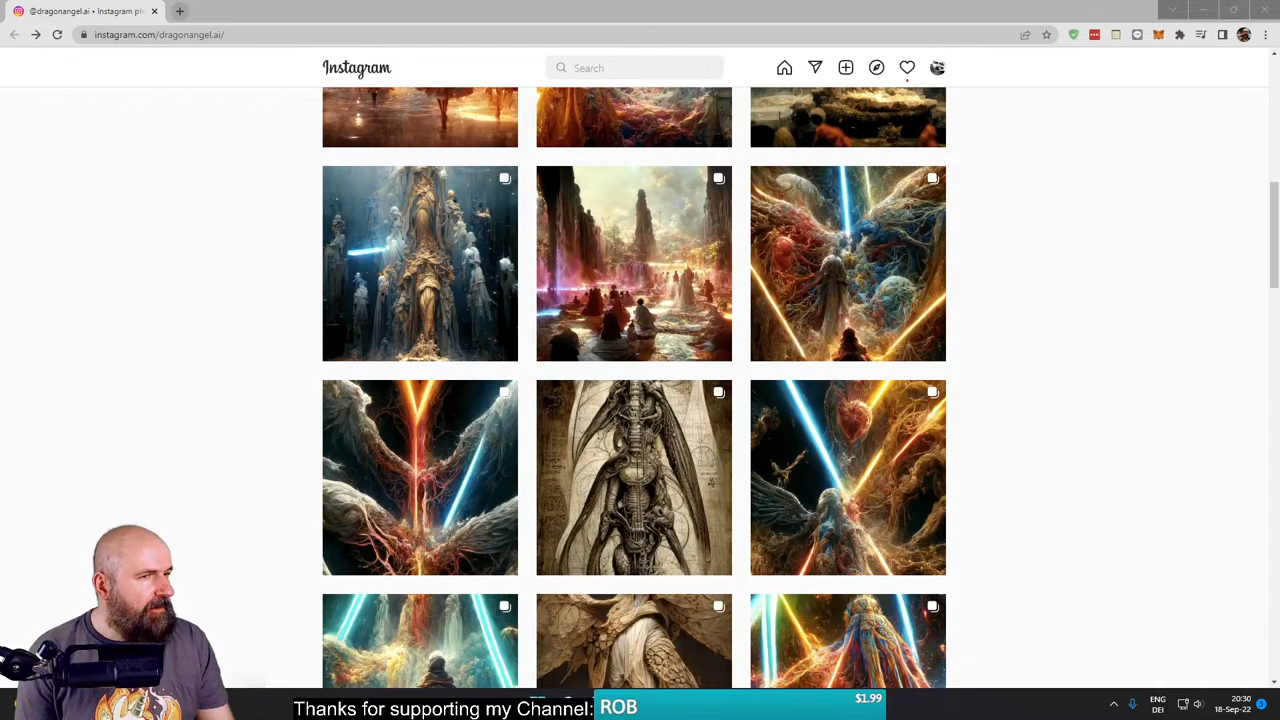 @dragonangel.ai • Instagram pho
instagram.com/dragonangel.ai/
Instagram
Search
ENG
DEI
20:30
18-Sep-22
Thanks for supporting my Channel:
ROB
$1.99